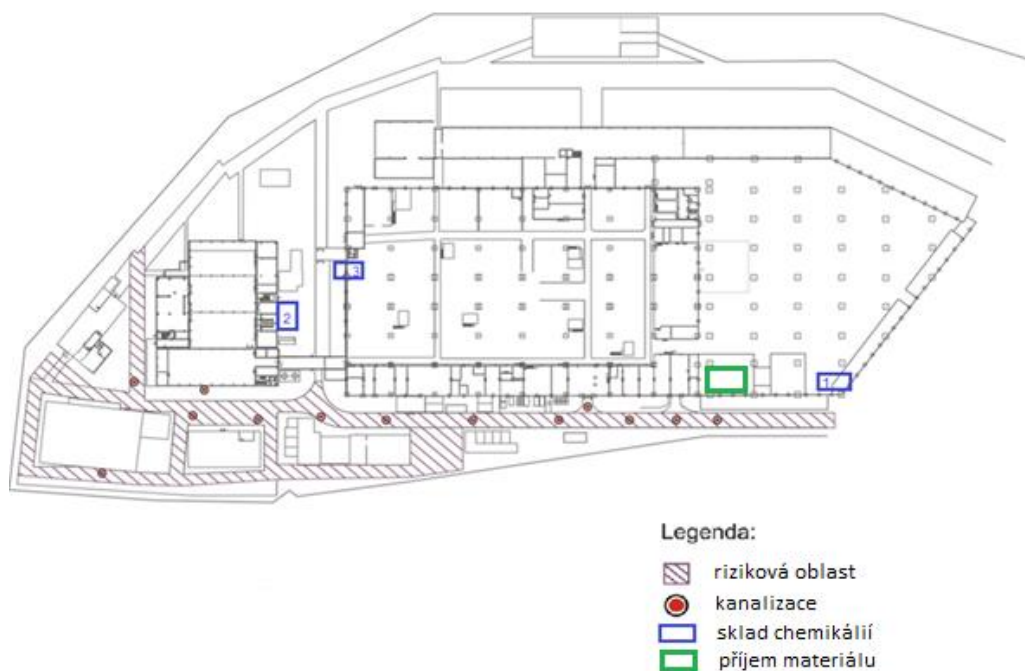 3
2
1
Legenda:
riziková oblast
kanalizace
sklad chemikálií
příjem materiálu